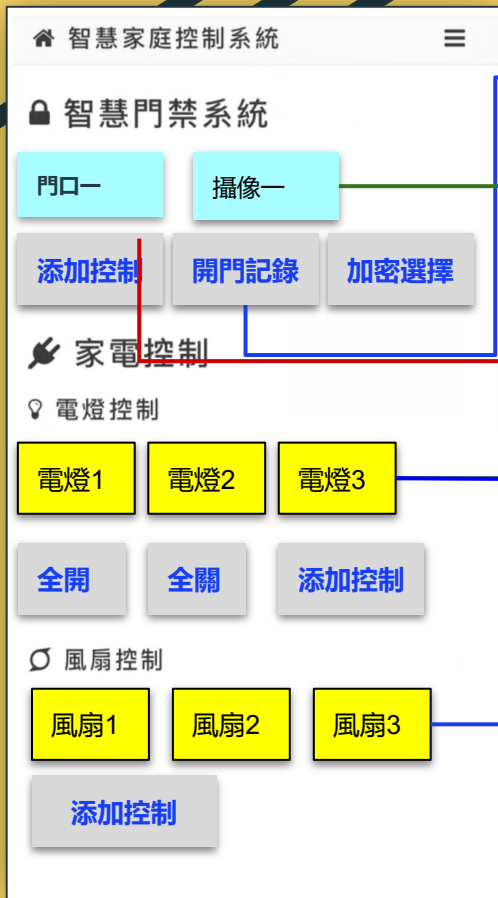 智慧家庭控制系統
智慧門禁系統
門口一 攝像一
添加控制 開門記錄 加密選擇
家電控制
電燈控制
電燈1 電燈2 電燈3
全開 全關 添加控制
風扇控制
風扇1 風扇2 風扇3
添加控制